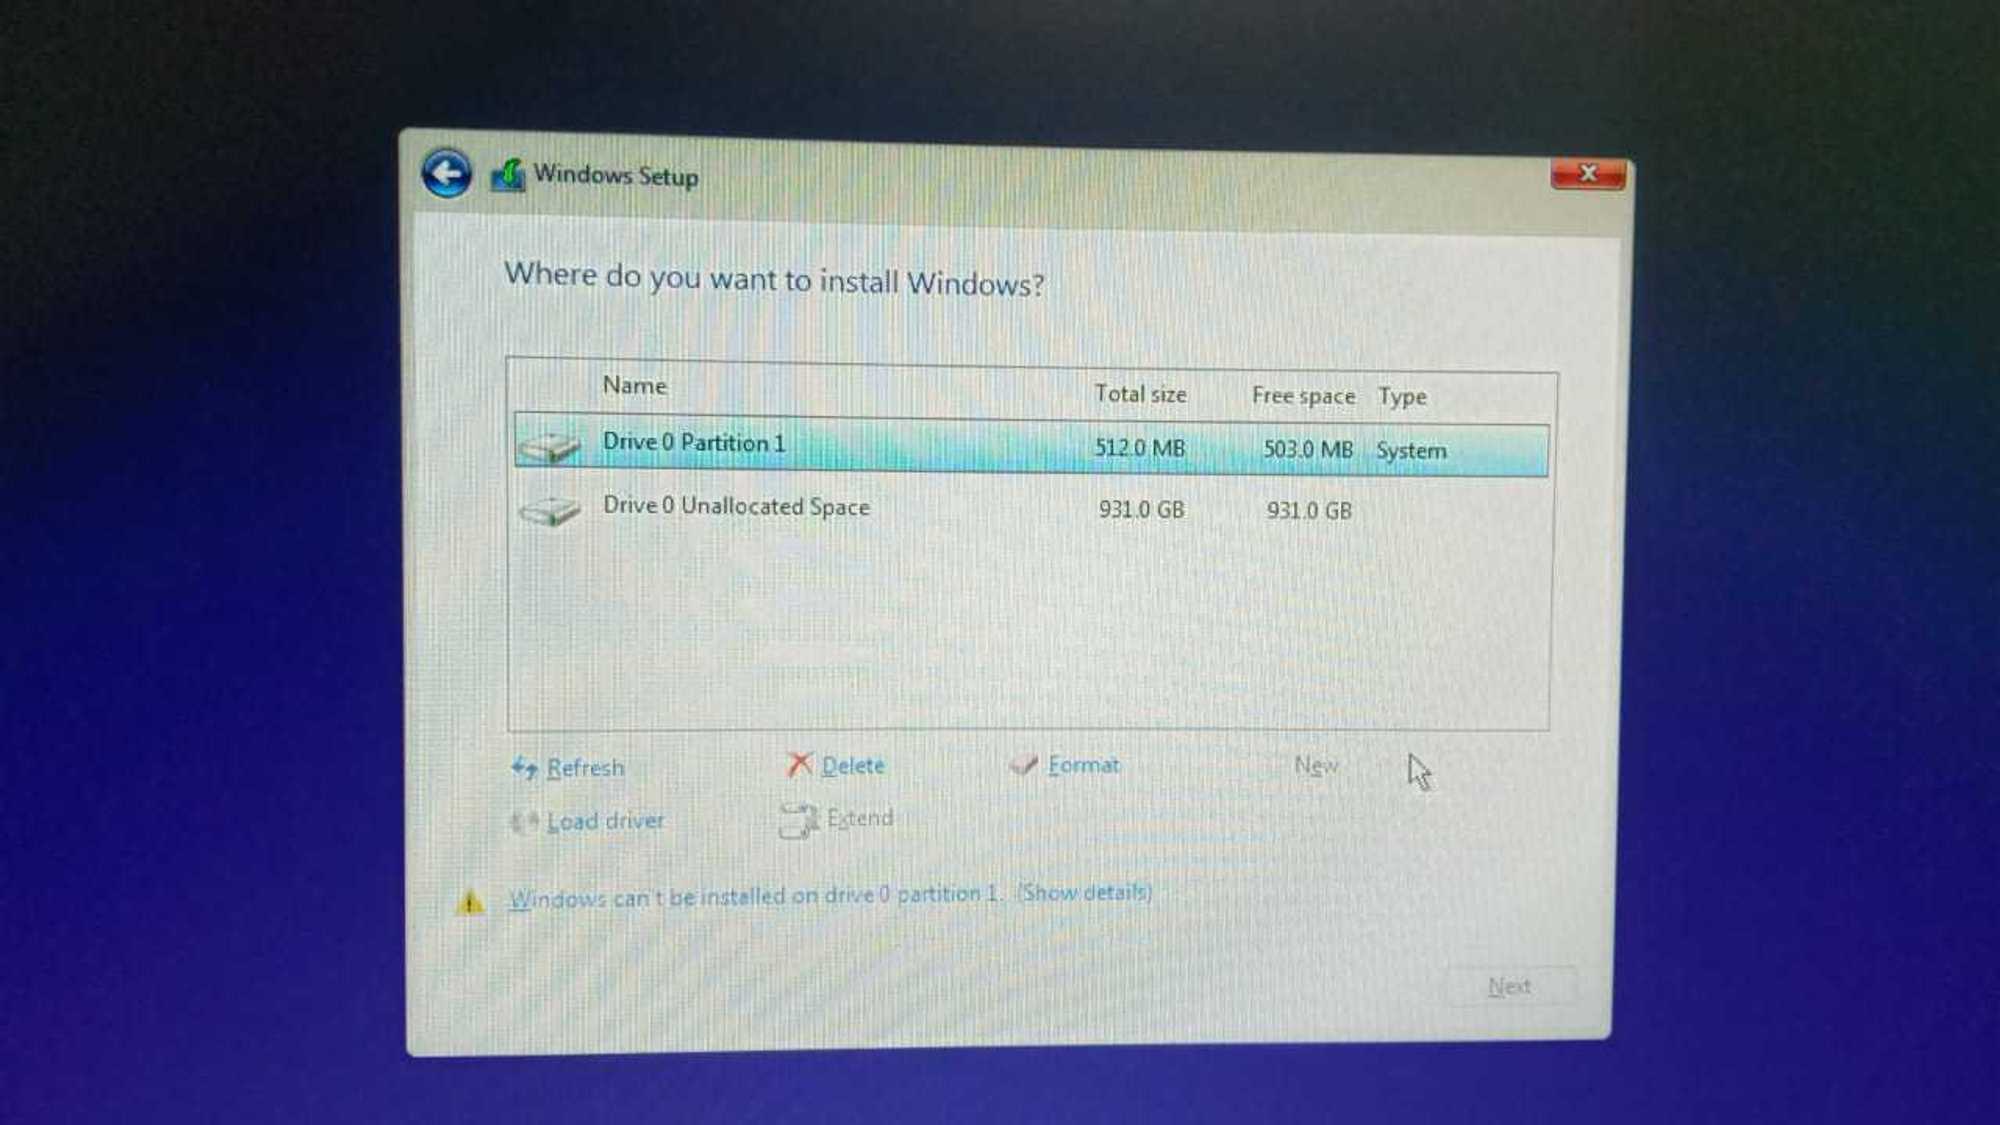 Windows Setup
Where do you want to install Windows?
Name Total size Free space Type
Drive 0 Partition 1 512.0 MB 503.0 MB System
Drive 0 Unallocated Space 931.0 GB 931.0 GB
Refresh Delete Format New
Load driver Extend
Windows can't be installed on drive 0 partition 1. (Show details)
Next